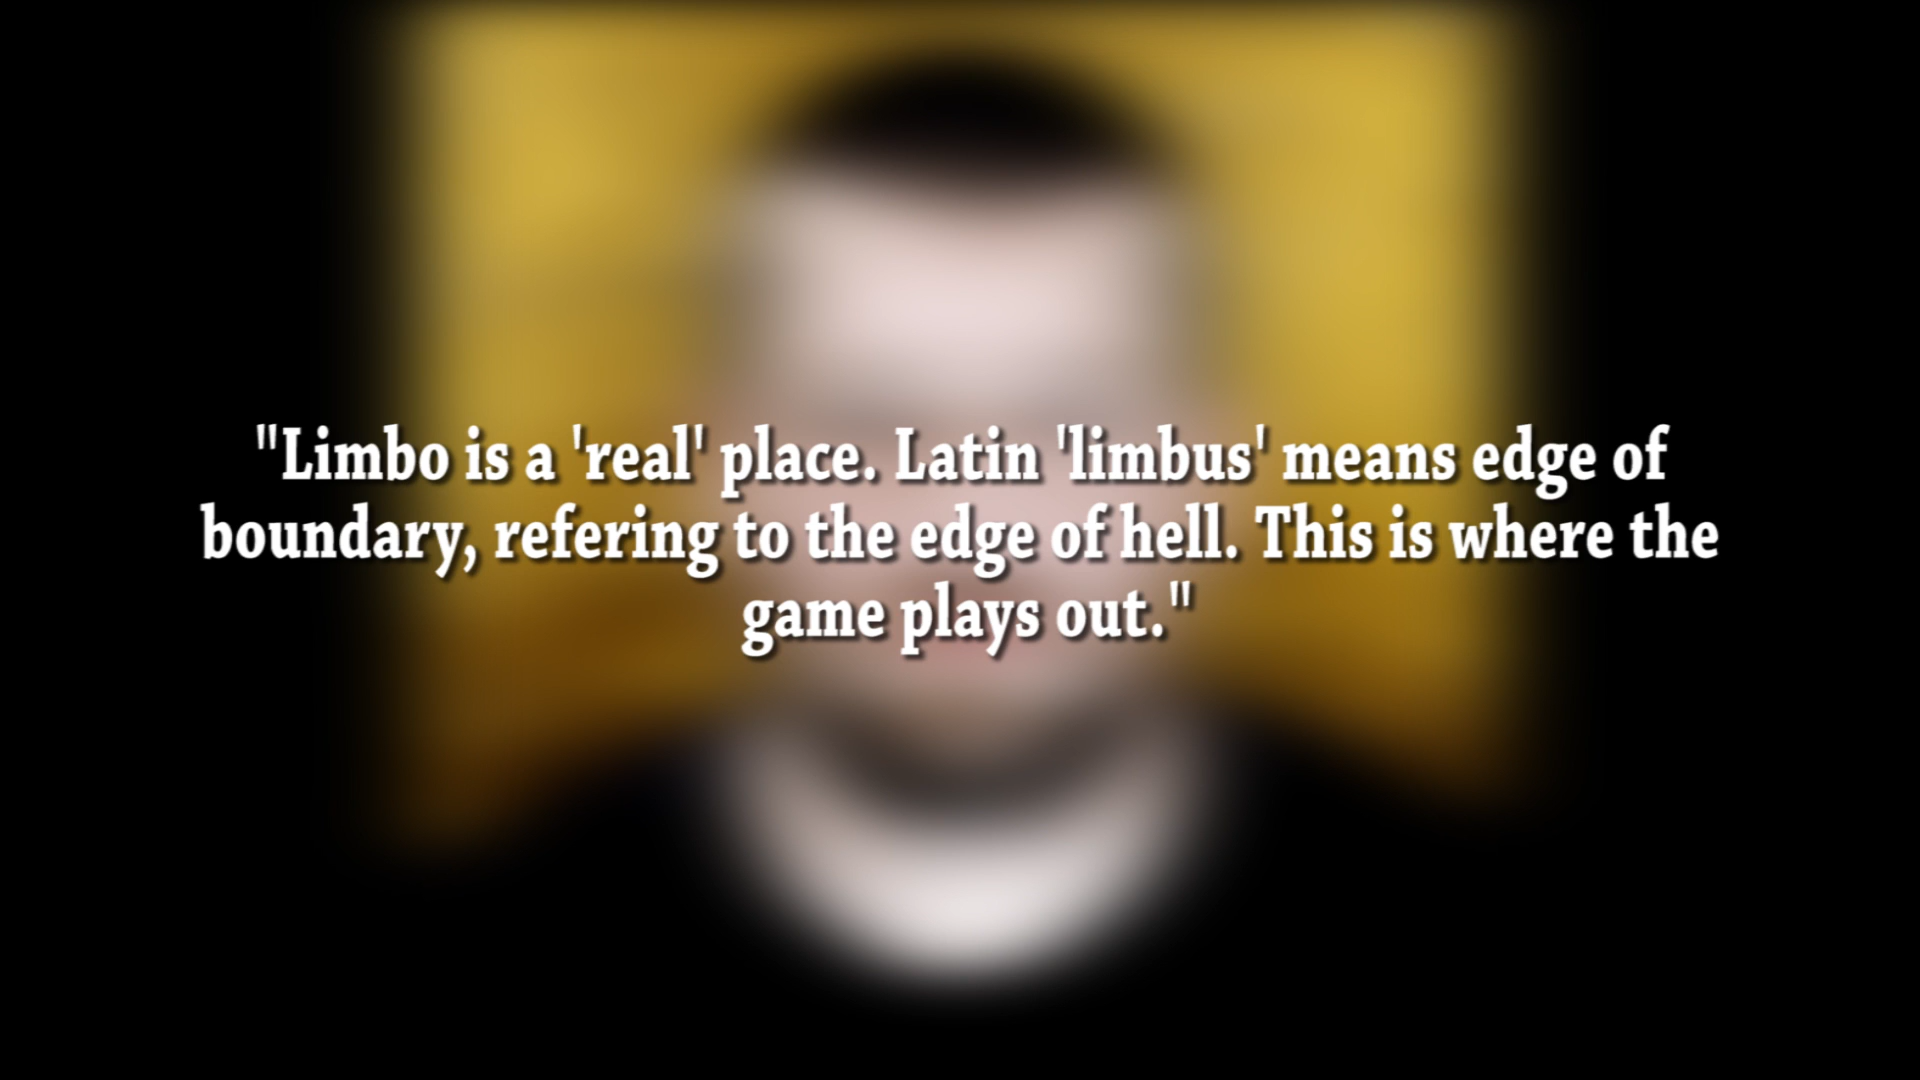 "Limbo is a 'real' place. Latin 'limbus' means edge of
boundary, refering to the edge of hell. This is where the
game plays out."